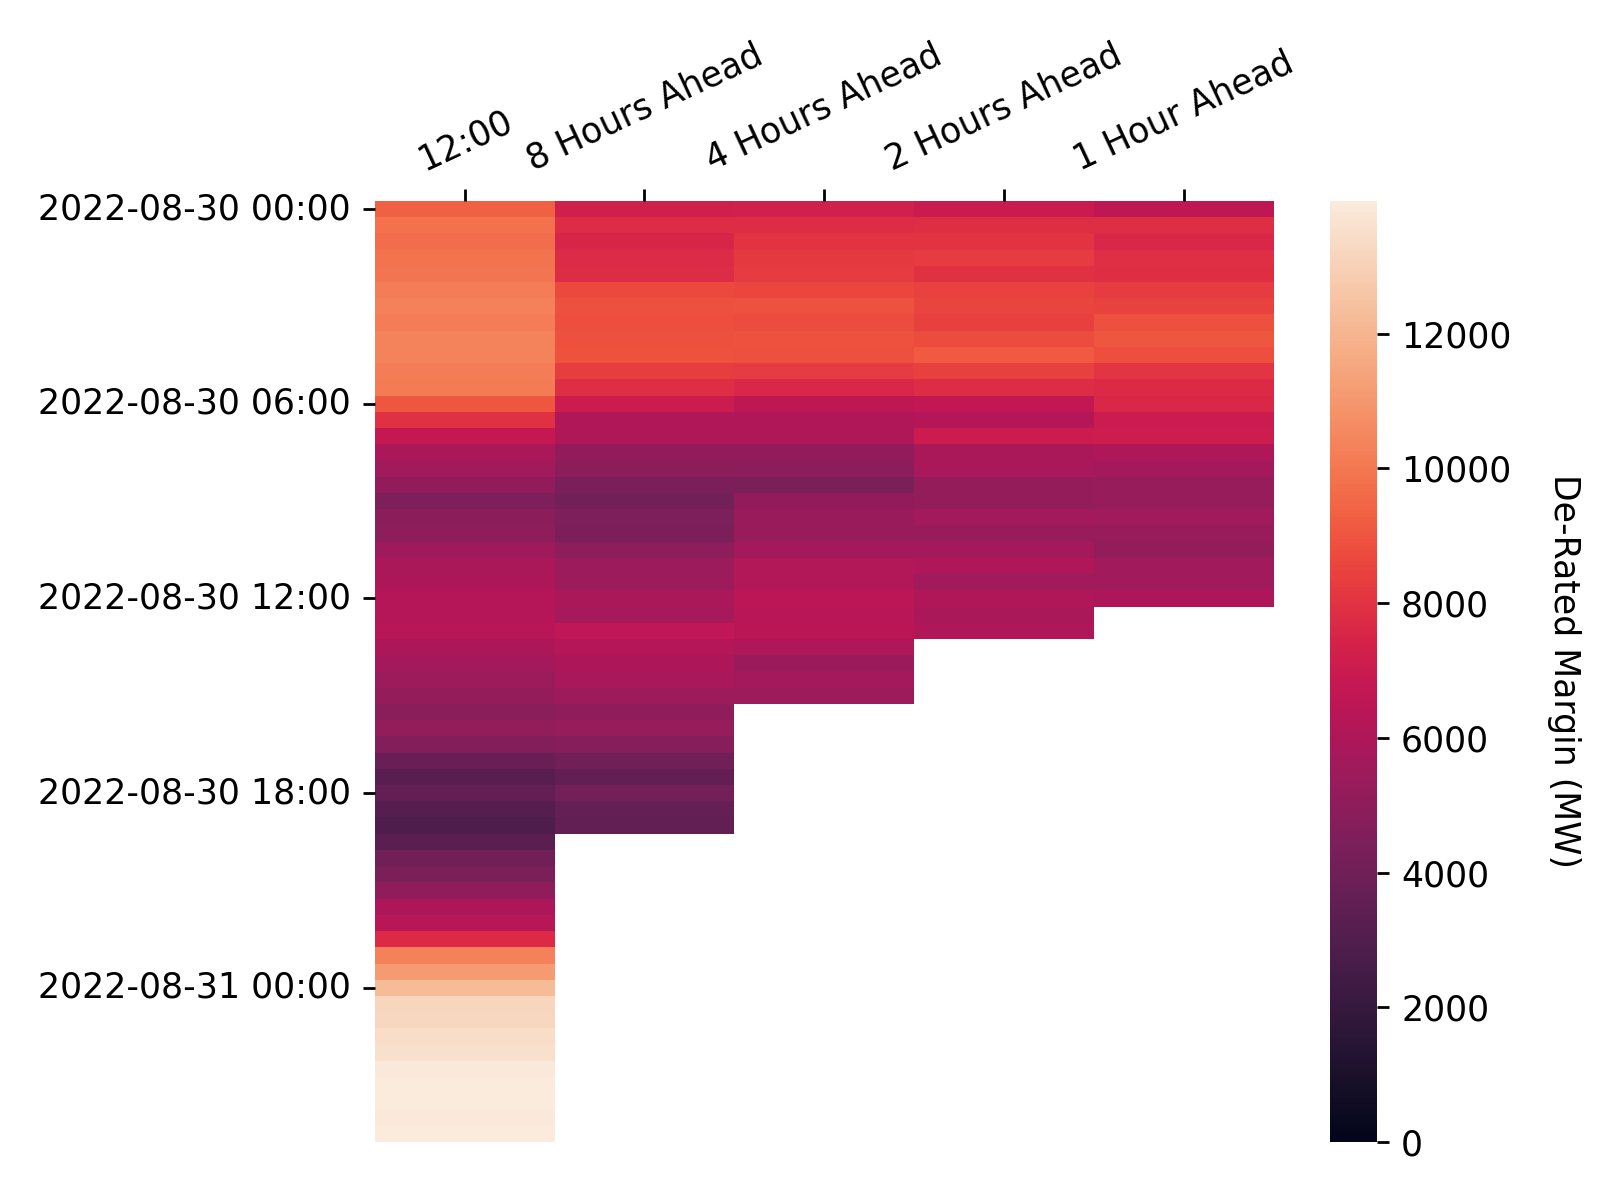 12:00
8 Hours Ahead
4 Hours Ahead
2 Hours Ahead
1 Hour Ahead
2022-08-30 00:00
2022-08-30 06:00
2022-08-30 12:00
2022-08-30 18:00
2022-08-31 00:00
12000
10000
8000
6000
4000
2000
0
De-Rated Margin (MW)